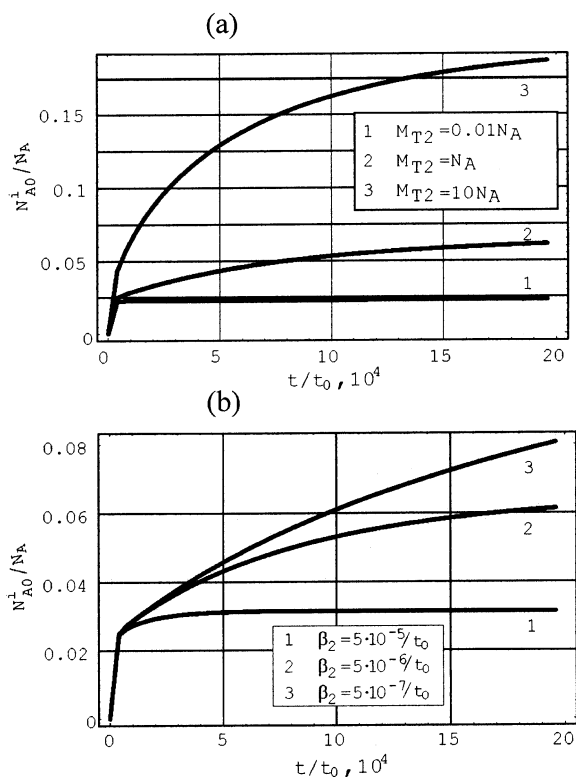 (a)
0.15
0.1
0.05
0
N^i_A0/N_A
3
2
1
1 M_T2=0.01N_A
2 M_T2=N_A
3 M_T2=10N_A
0 5 10 15 20
t/t_0, 10^4
(b)
0.08
0.06
0.04
0.02
0
N^1_A0/N_A
3
2
1
1 β_2=5·10^-5/t_0
2 β_2=5·10^-6/t_0
3 β_2=5·10^-7/t_0
0 5 10 15 20
t/t_0, 10^4